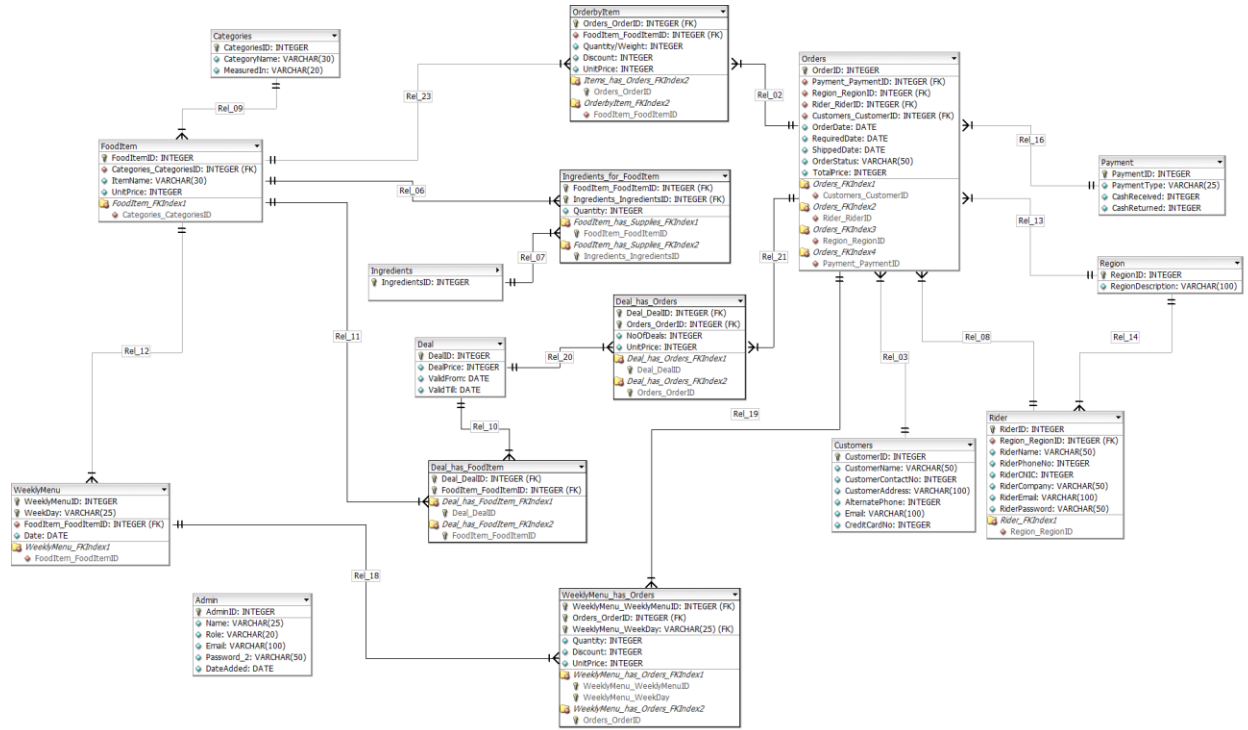 Categories
CategoriesID: INTEGER
CategoryName: VARCHAR(30)
MeasuredIn: VARCHAR(20)
Rel_09
FoodItem
FoodItemID: INTEGER
Categories_CategoriesID: INTEGER (FK)
ItemName: VARCHAR(30)
UnitPrice: INTEGER
FoodItem_FKIndex1
Categories_CategoriesID
Rel_23
OrderbyItem
Orders_OrderID: INTEGER (FK)
FoodItem_FoodItemID: INTEGER (FK)
Quantity/Weight: INTEGER
Discount: INTEGER
UnitPrice: INTEGER
Items_has_Orders_FKIndex2
Orders_OrderID
OrderbyItem_FKIndex2
FoodItem_FoodItemID
Rel_02
Orders
OrderID: INTEGER
Payment_PaymentID: INTEGER (FK)
Region_RegionID: INTEGER (FK)
Rider_RiderID: INTEGER (FK)
Customers_CustomerID: INTEGER (FK)
OrderDate: DATE
RequiredDate: DATE
ShippedDate: DATE
OrderStatus: VARCHAR(50)
TotalPrice: INTEGER
Orders_FKIndex1
Customers_CustomerID
Orders_FKIndex2
Rider_RiderID
Orders_FKIndex3
Region_RegionID
Orders_FKIndex4
Payment_PaymentID
Rel_16
Payment
PaymentID: INTEGER
PaymentType: VARCHAR(25)
CashReceived: INTEGER
CashReturned: INTEGER
Rel_13
Region
RegionID: INTEGER
RegionDescription: VARCHAR(100)
Rel_06
Ingredients_for_FoodItem
FoodItem_FoodItemID: INTEGER (FK)
Ingredients_IngredientsID: INTEGER (FK)
Quantity: INTEGER
FoodItem_has_Supplies_FKIndex1
FoodItem_FoodItemID
FoodItem_has_Supplies_FKIndex2
Ingredients_IngredientsID
Rel_07
Ingredients
IngredientsID: INTEGER
Rel_21
Rel_11
Rel_12
Deal_has_Orders
Deal_DealID: INTEGER (FK)
Orders_OrderID: INTEGER (FK)
NoOfDeals: INTEGER
UnitPrice: INTEGER
Deal_has_Orders_FKIndex1
Deal_DealID
Deal_has_Orders_FKIndex2
Orders_OrderID
Rel_20
Deal
DealID: INTEGER
DealPrice: INTEGER
ValidFrom: DATE
ValidTill: DATE
Rel_10
Rel_03
Rel_08
Rel_14
Rel_19
Deal_has_FoodItem
Deal_DealID: INTEGER (FK)
FoodItem_FoodItemID: INTEGER (FK)
Deal_has_FoodItem_FKIndex1
Deal_DealID
Deal_has_FoodItem_FKIndex2
FoodItem_FoodItemID
Customers
CustomerID: INTEGER
CustomerName: VARCHAR(50)
CustomerContactNo: INTEGER
CustomerAddress: VARCHAR(100)
AlternatePhone: INTEGER
Email: VARCHAR(100)
CreditCardNo: INTEGER
Rider
RiderID: INTEGER
Region_RegionID: INTEGER (FK)
RiderName: VARCHAR(50)
RiderPhoneNo: INTEGER
RiderCNIC: INTEGER
RiderCompany: VARCHAR(50)
RiderEmail: VARCHAR(100)
RiderPassword: VARCHAR(50)
Rider_FKIndex1
Region_RegionID
WeeklyMenu
WeeklyMenuID: INTEGER
WeekDay: VARCHAR(25)
FoodItem_FoodItemID: INTEGER (FK)
Date: DATE
WeeklyMenu_FKIndex1
FoodItem_FoodItemID
Rel_18
Admin
AdminID: INTEGER
Name: VARCHAR(25)
Role: VARCHAR(20)
Email: VARCHAR(100)
Password_2: VARCHAR(50)
DateAdded: DATE
WeeklyMenu_has_Orders
WeeklyMenu_WeeklyMenuID: INTEGER (FK)
Orders_OrderID: INTEGER (FK)
WeeklyMenu_WeekDay: VARCHAR(25) (FK)
Quantity: INTEGER
Discount: INTEGER
UnitPrice: INTEGER
WeeklyMenu_has_Orders_FKIndex1
WeeklyMenu_WeeklyMenuID
WeeklyMenu_WeekDay
WeeklyMenu_has_Orders_FKIndex2
Orders_OrderID